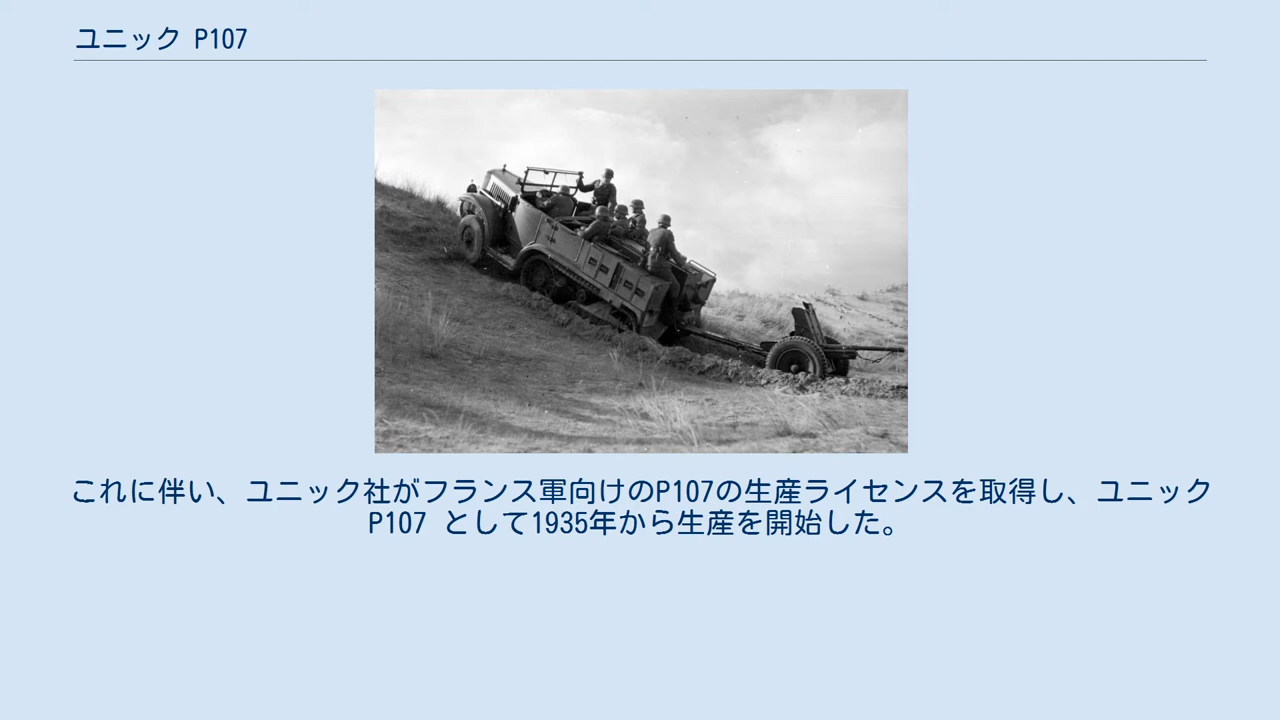 ユニック P107
これに伴い、ユニック社がフランス軍向けのP107の生産ライセンスを取得し、ユニック
P107 として1935年から生産を開始した。